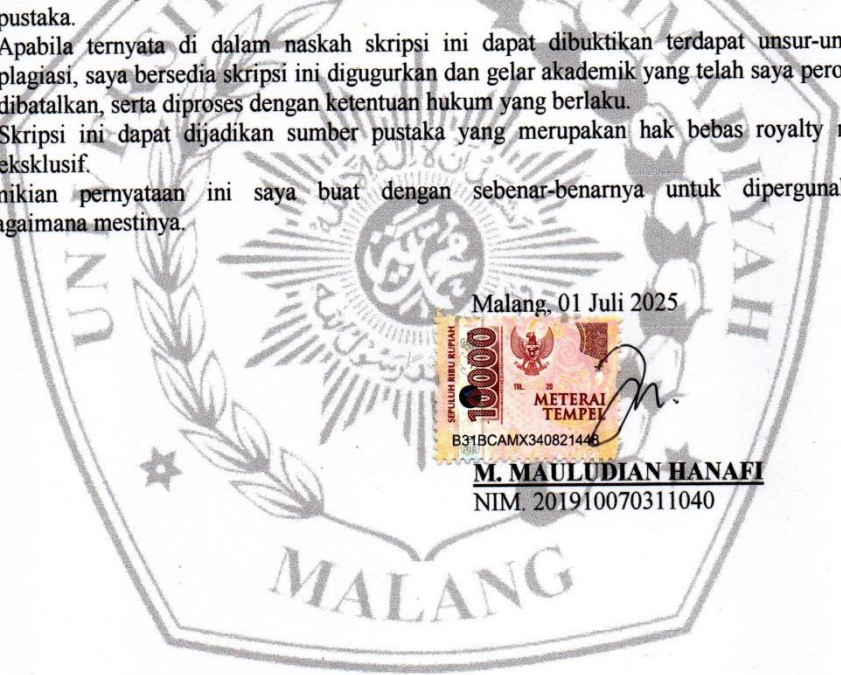 pustaka.
Apabila ternyata di dalam naskah skripsi ini dapat dibuktikan terdapat unsur-un
plagiasi, saya bersedia skripsi ini digugurkan dan gelar akademik yang telah saya pero
dibatalkan, serta diproses dengan ketentuan hukum yang berlaku.
Skripsi ini dapat dijadikan sumber pustaka yang merupakan hak bebas royalty
eksklusif.
nikian pernyataan ini saya buat dengan sebenar-benarnya untuk dipergunal
agaimana mestinya.
Malang, 01 Juli 2025
SEPULUH RIBU RUPIAH
10000
TGL. 20
METERAI
TEMPEL
B31BCAMX340821448
M. MAULUDIAN HANAFI
NIM. 201910070311040
MALANG